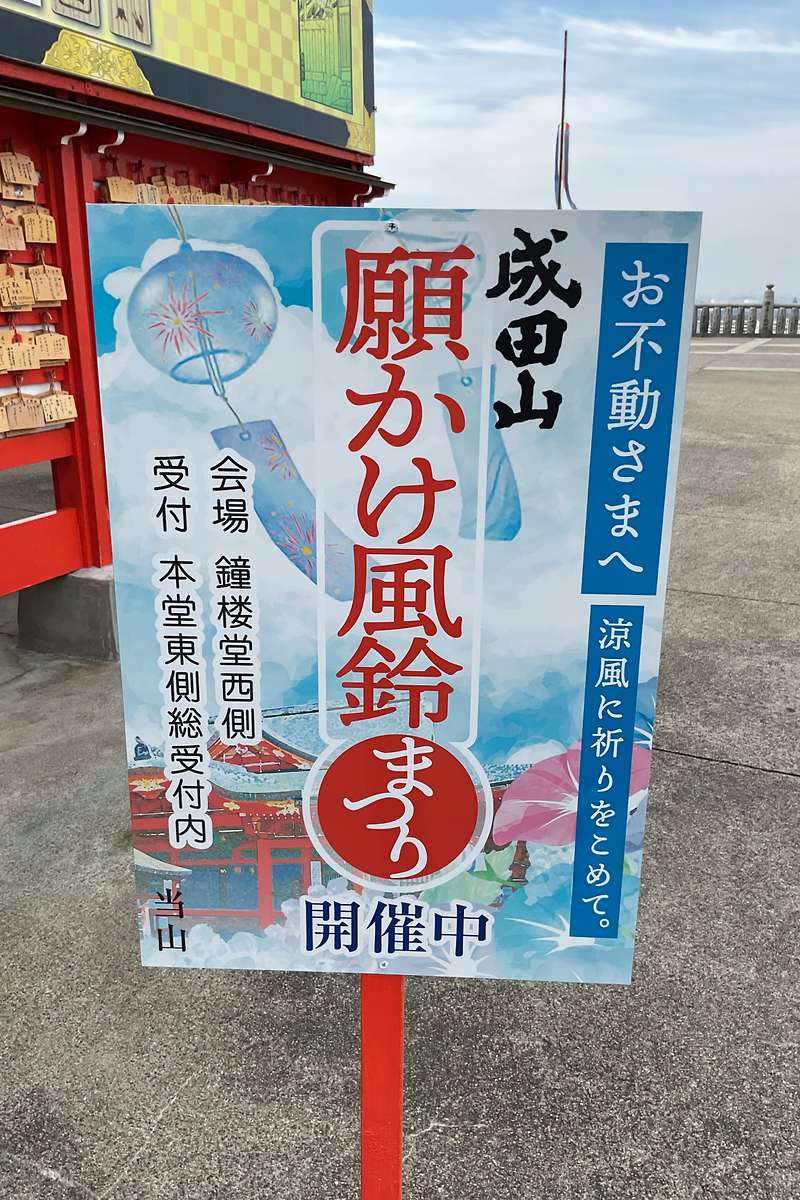 お不動さまへ
涼風に祈りをこめて。
成田山
願かけ風鈴
まつり
開催中
会場 鐘楼堂西側
受付 本堂東側総受付内
当山